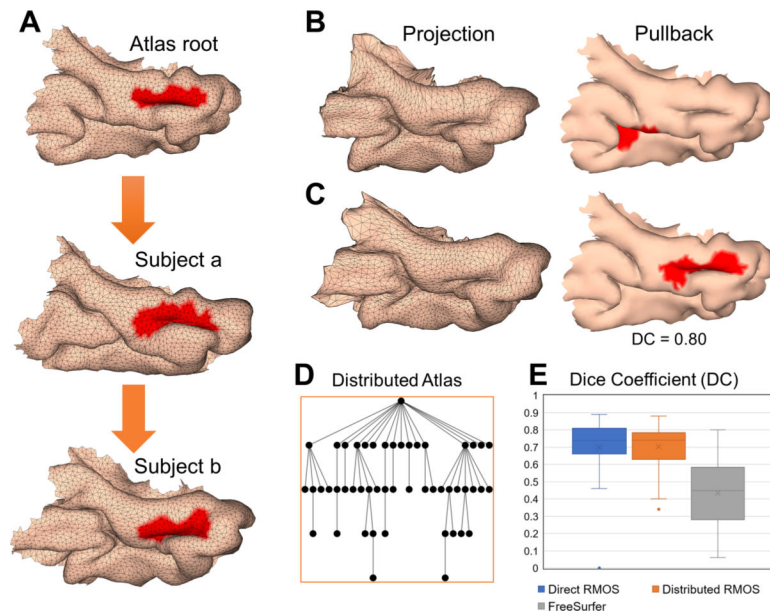 A
Atlas root
Subject a
Subject b
B
Projection
Pullback
C
DC = 0.80
D
Distributed Atlas
E
Dice Coefficient (DC)
1
0.9
0.8
0.7
0.6
0.5
0.4
0.3
0.2
0.1
0
Direct RMOS
Distributed RMOS
FreeSurfer